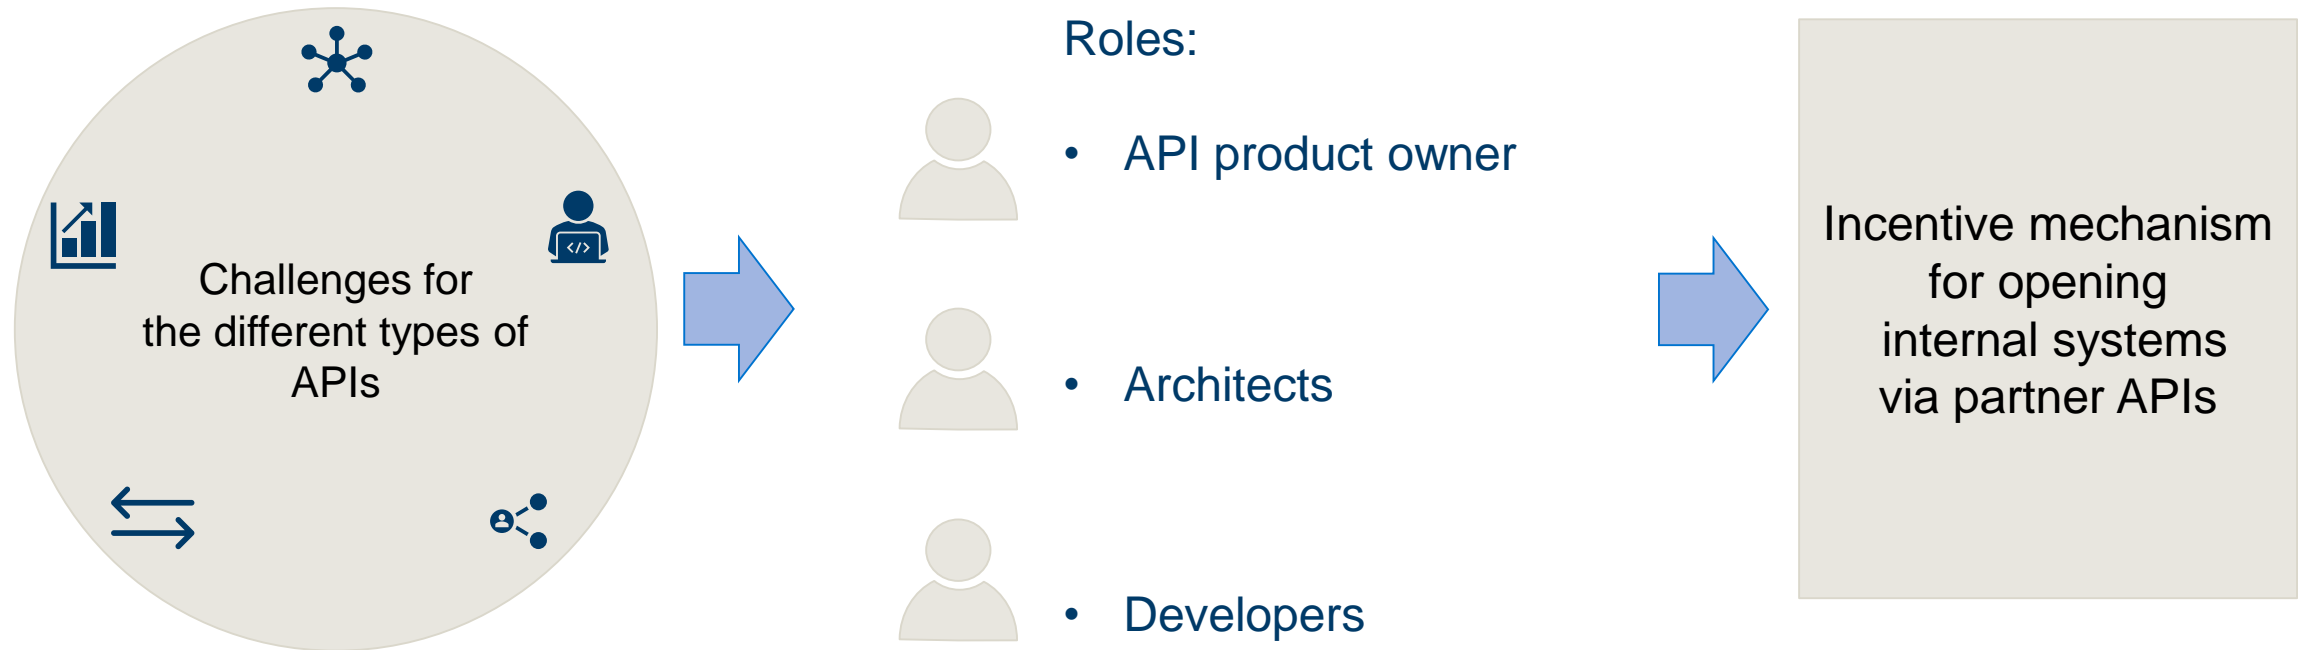 Challenges for
the different types of
APIs
</>
Roles:
• API product owner
• Architects
• Developers
Incentive mechanism
for opening
internal systems
via partner APIs